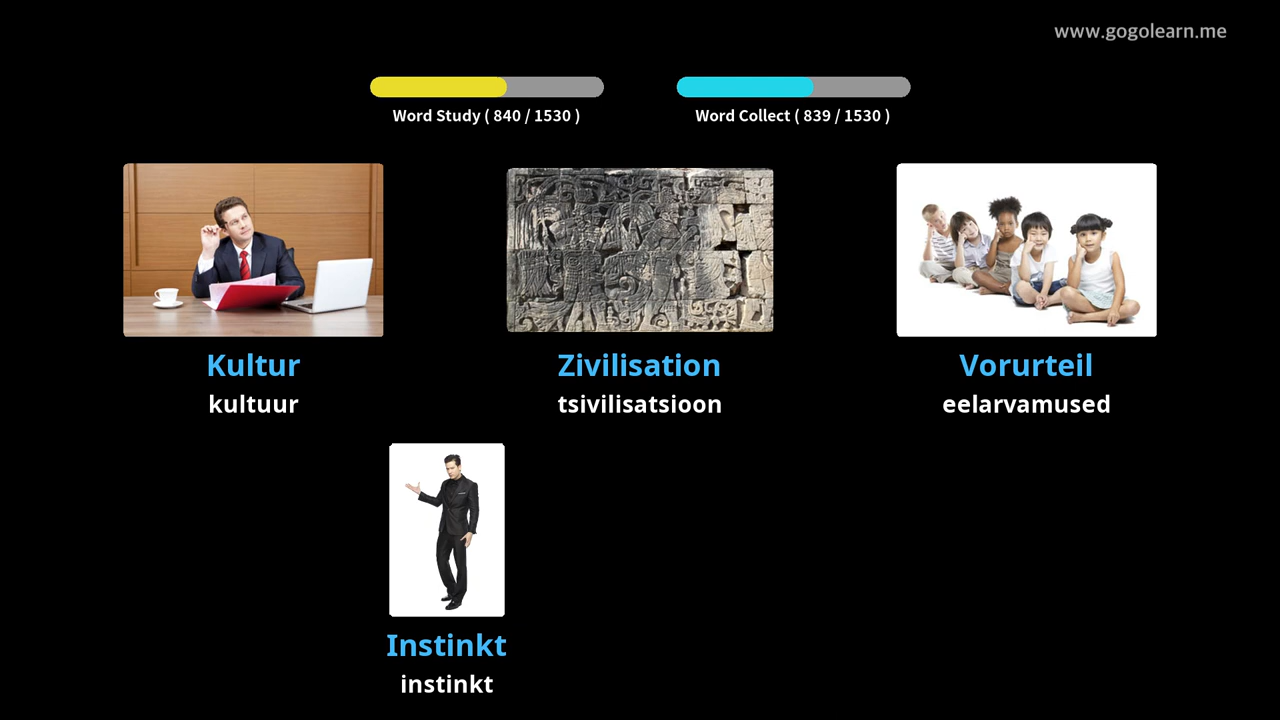 www.gogolearn.me
Word Study ( 840 / 1530 )
Word Collect ( 839 / 1530 )
Kultur
kultuur
Zivilisation
tsivilisatsioon
Vorurteil
eelarvamused
Instinkt
instinkt